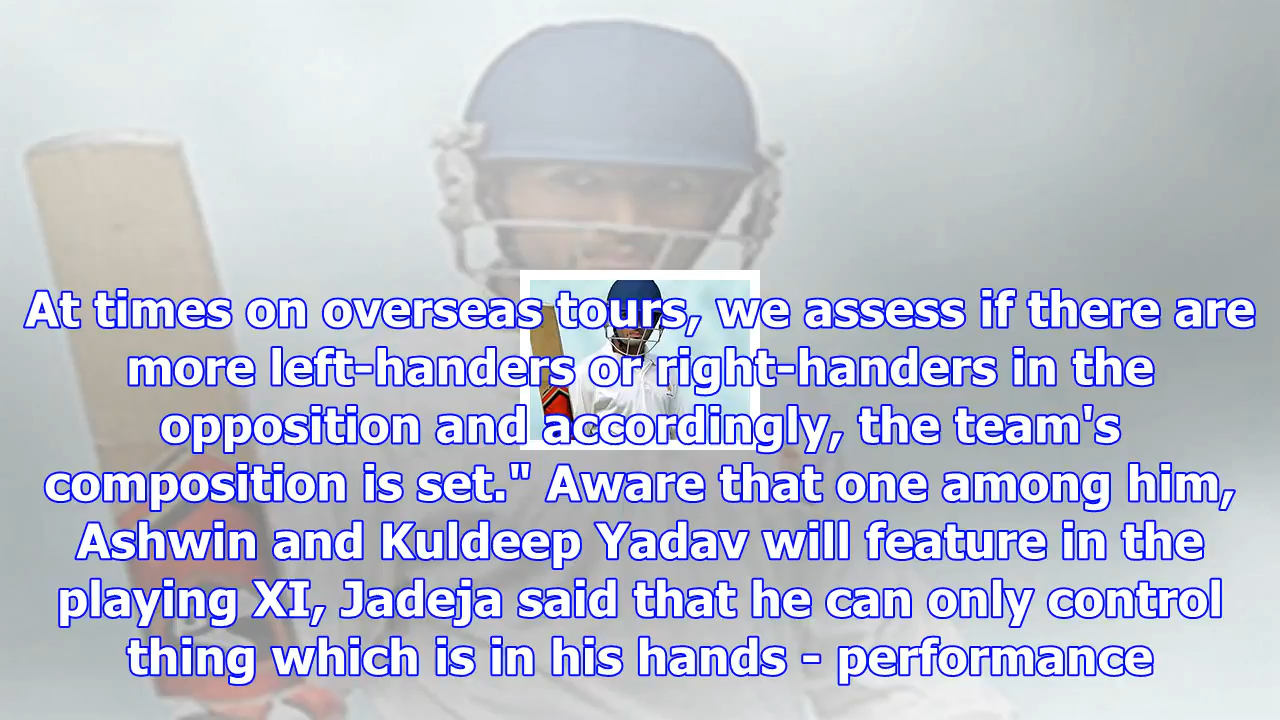 At times on overseas tours, we assess if there are
more left-handers or right-handers in the
opposition and accordingly, the team's
composition is set." Aware that one among him,
Ashwin and Kuldeep Yadav will feature in the
playing XI, Jadeja said that he can only control
thing which is in his hands - performance